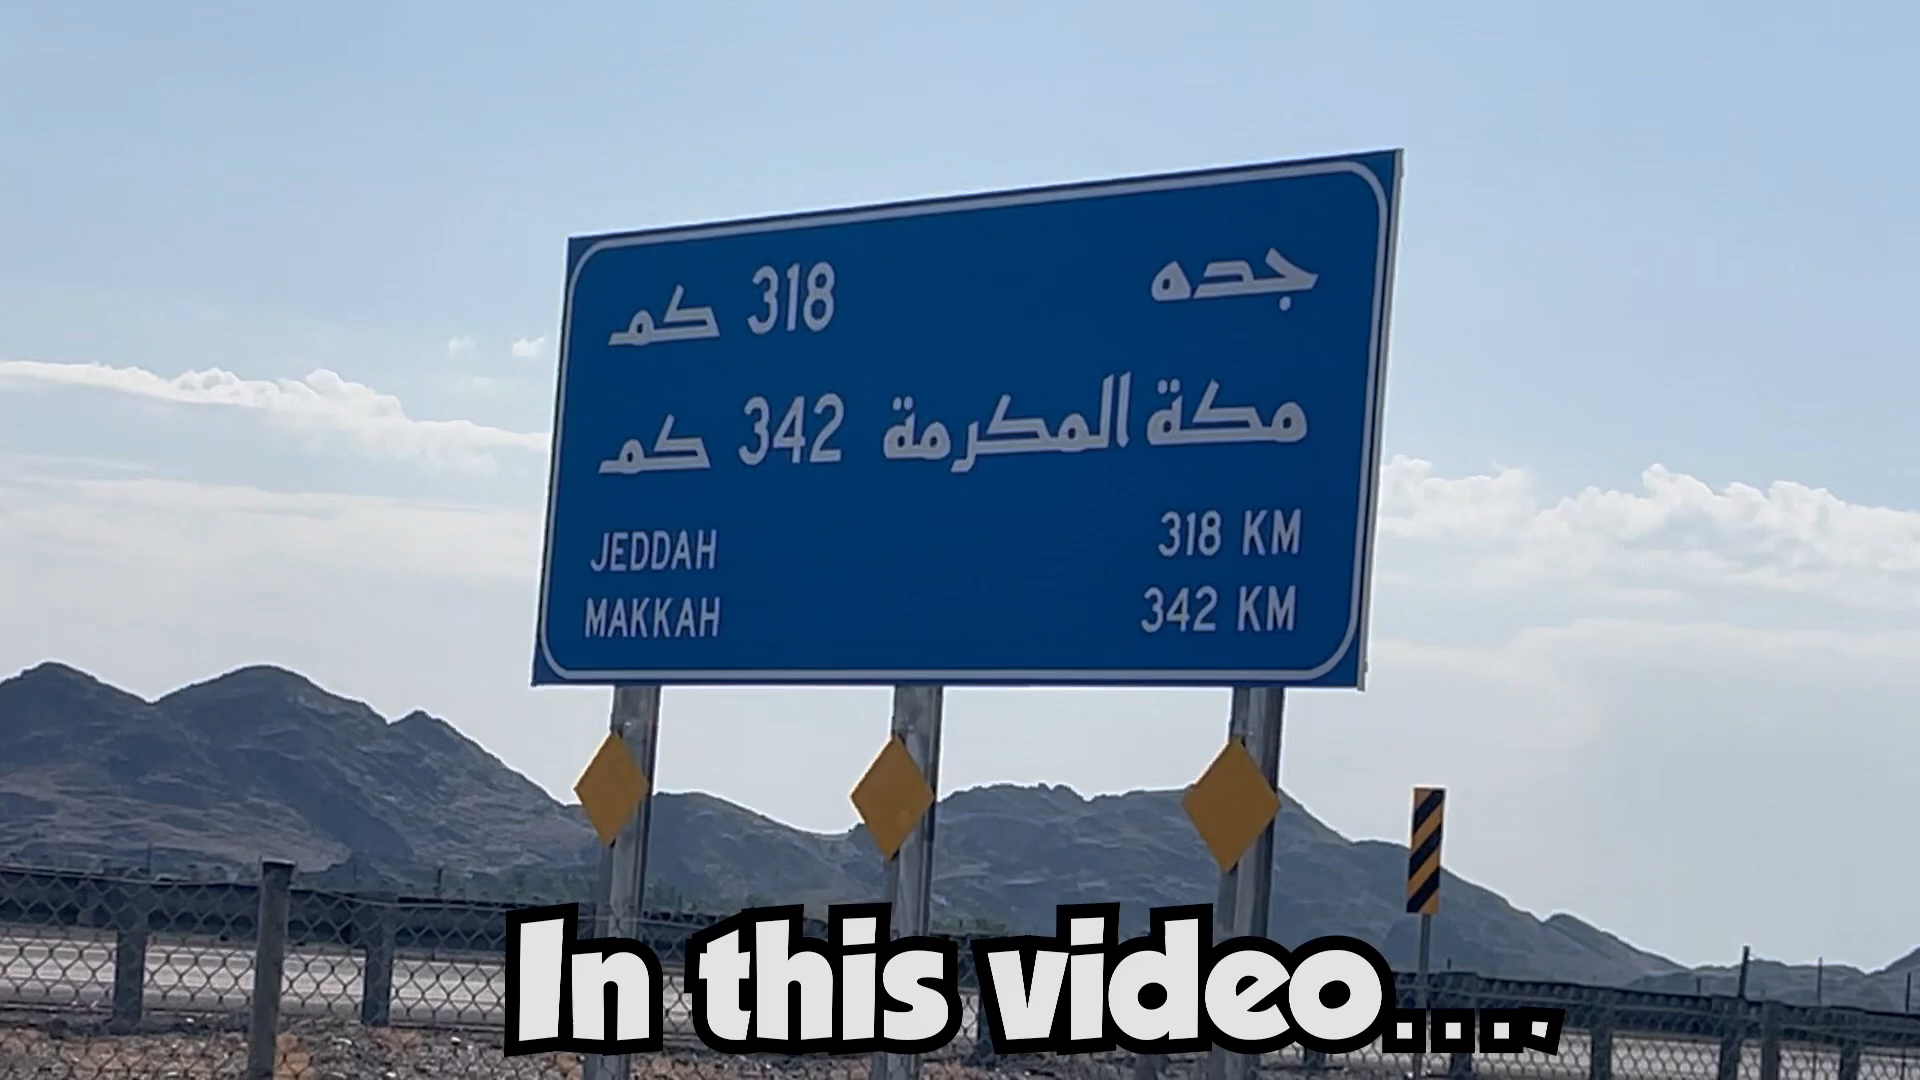 جده 318 كم
مكة المكرمة 342 كم
JEDDAH 318 KM
MAKKAH 342 KM
In this video....